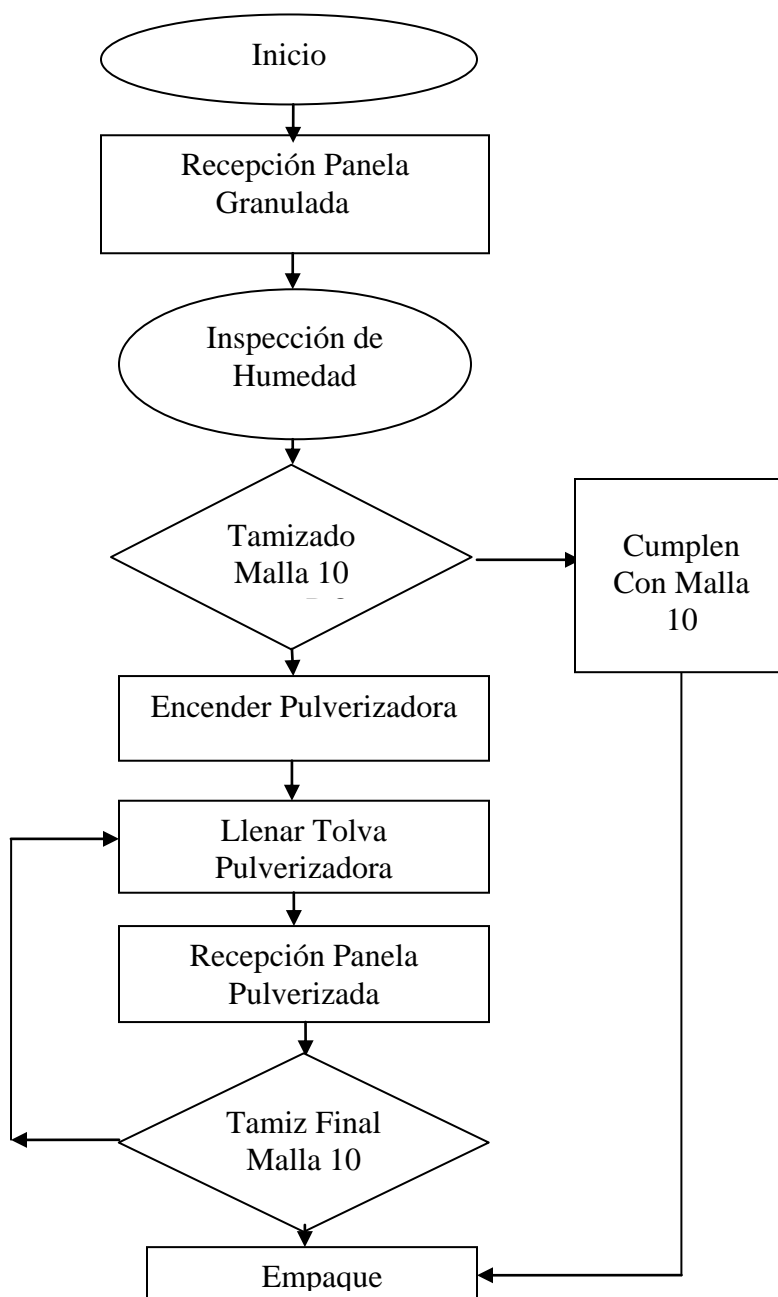 Inicio
Recepción Panela
Granulada
Inspección de
Humedad
Tamizado
Malla 10
Cumplen
Con Malla
10
Encender Pulverizadora
Llenar Tolva
Pulverizadora
Recepción Panela
Pulverizada
Tamiz Final
Malla 10
Empaque